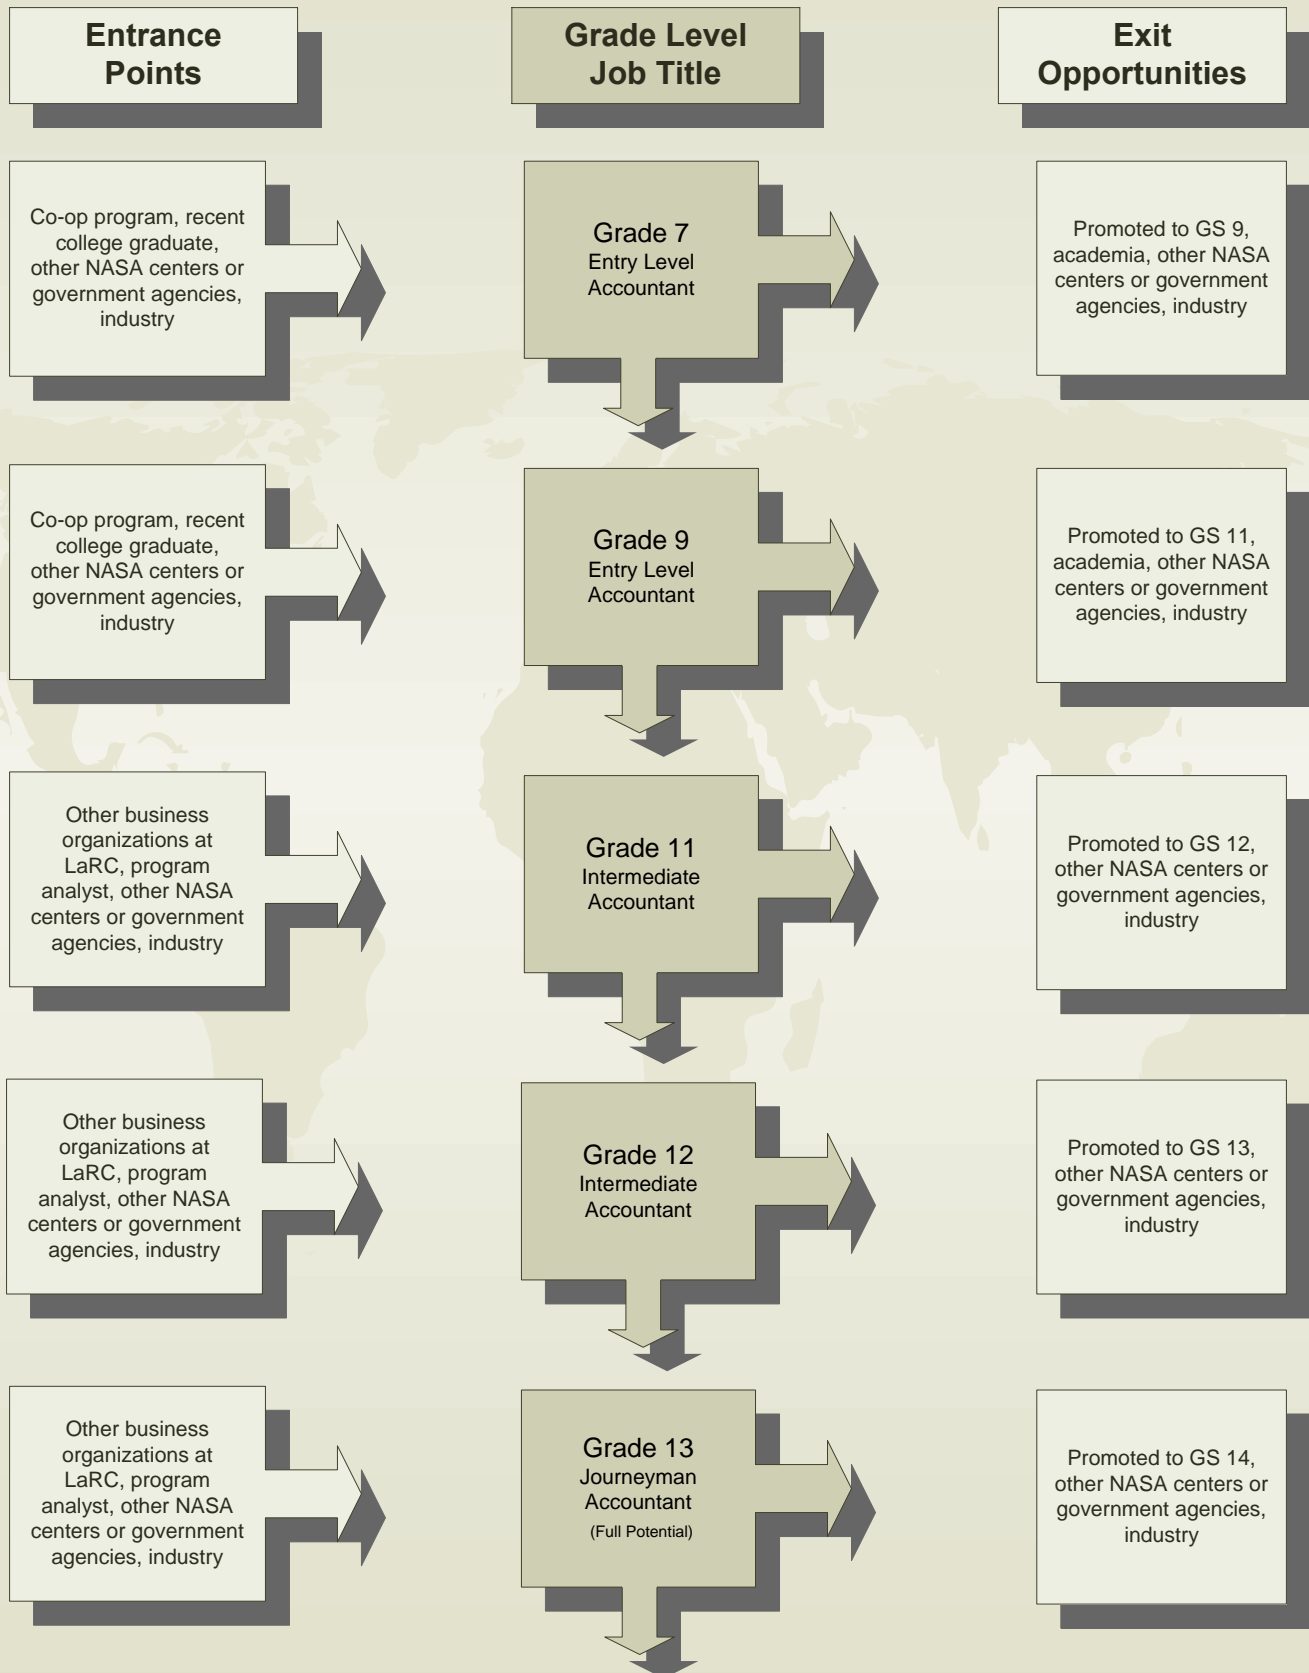 Entrance
Points
Grade Level
Job Title
Exit
Opportunities
Co-op program, recent
college graduate,
other NASA centers or
government agencies,
industry
Grade 7
Entry Level
Accountant
Promoted to GS 9,
academia, other NASA
centers or government
agencies, industry
Co-op program, recent
college graduate,
other NASA centers or
government agencies,
industry
Grade 9
Entry Level
Accountant
Promoted to GS 11,
academia, other NASA
centers or government
agencies, industry
Other business
organizations at
LaRC, program
analyst, other NASA
centers or government
agencies, industry
Grade 11
Intermediate
Accountant
Promoted to GS 12,
other NASA centers or
government agencies,
industry
Other business
organizations at
LaRC, program
analyst, other NASA
centers or government
agencies, industry
Grade 12
Intermediate
Accountant
Promoted to GS 13,
other NASA centers or
government agencies,
industry
Other business
organizations at
LaRC, program
analyst, other NASA
centers or government
agencies, industry
Grade 13
Journeyman
Accountant
(Full Potential)
Promoted to GS 14,
other NASA centers or
government agencies,
industry